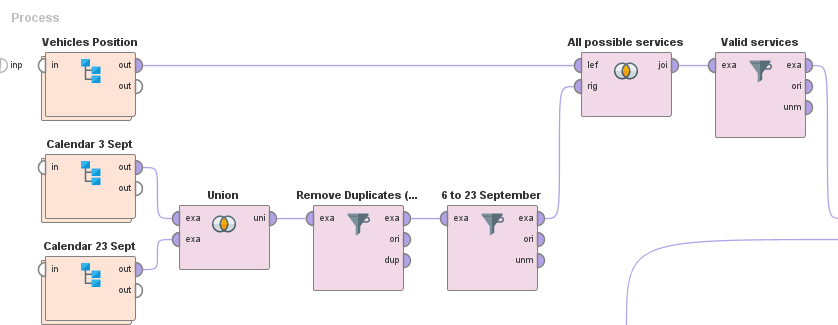 Process
inp
Vehicles Position
in out
out
All possible services
lef joi
rig
Valid services
exa exa
ori
unm
Calendar 3 Sept
in out
out
Union
exa uni
exa
Remove Duplicates (...
exa exa
ori
dup
6 to 23 September
exa exa
ori
unm
Calendar 23 Sept
in out
out